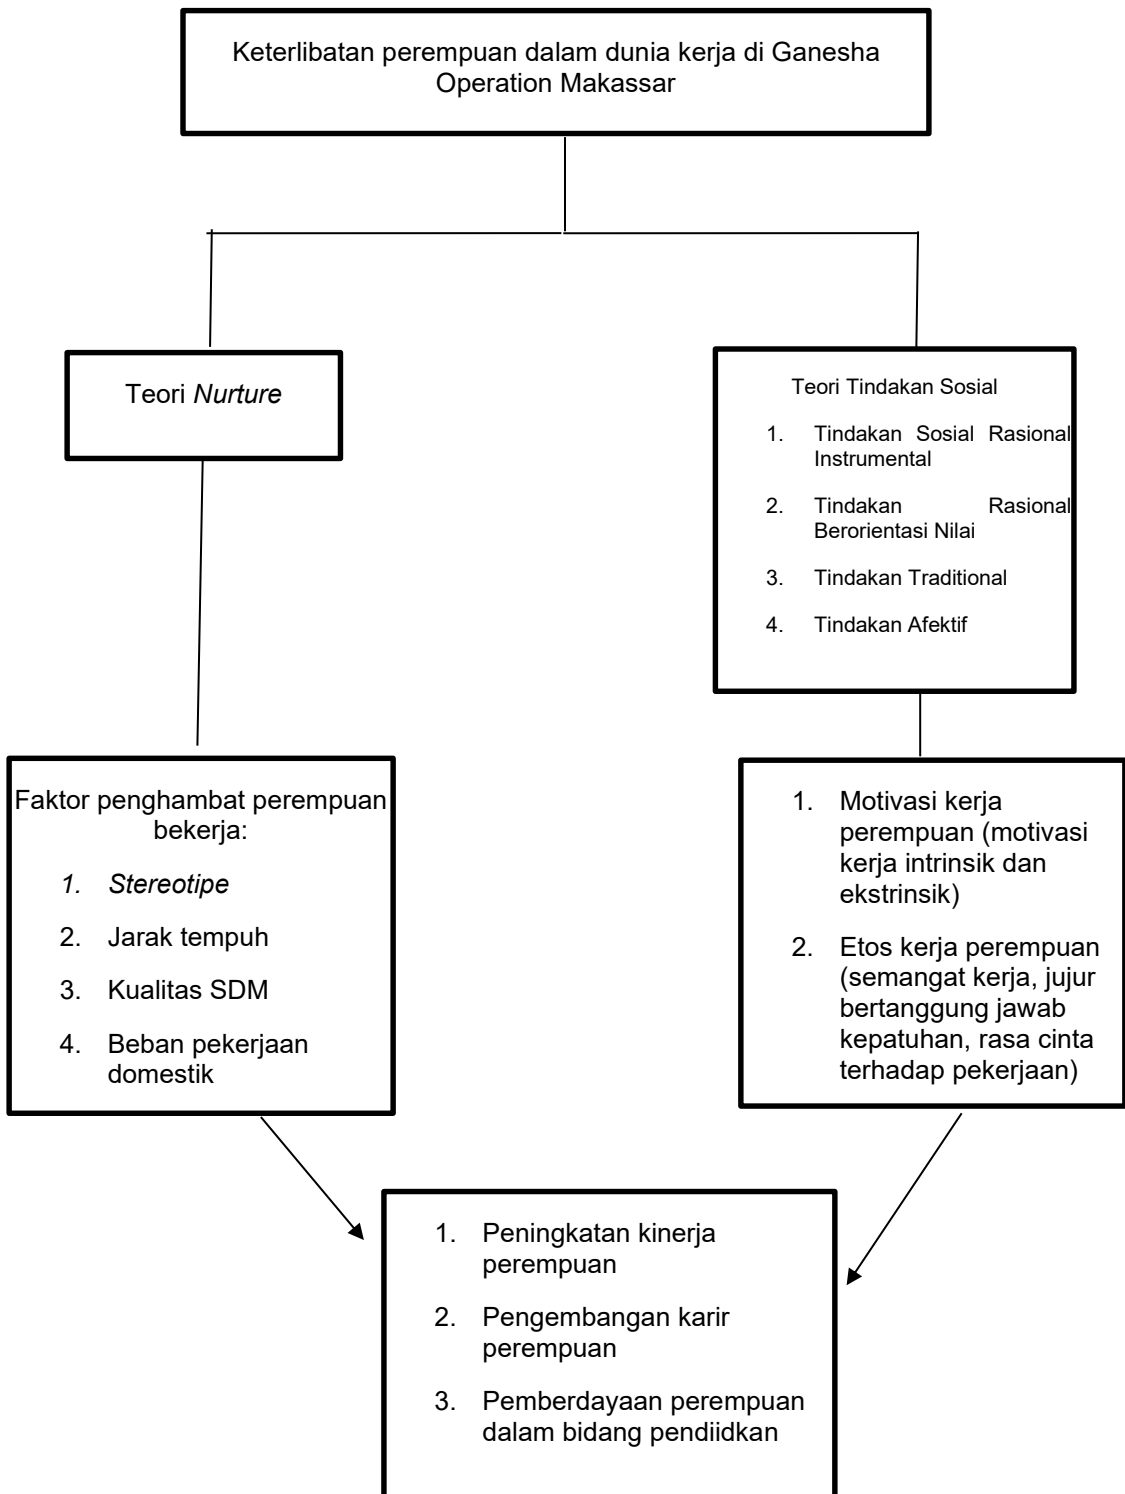 Keterlibatan perempuan dalam dunia kerja di Ganesha
Operation Makassar
Teori Nurture
Teori Tindakan Sosial
1. Tindakan Sosial Rasional
Instrumental
2. Tindakan Rasional
Berorientasi Nilai
3. Tindakan Traditional
4. Tindakan Afektif
Faktor penghambat perempuan
bekerja:
1. Stereotipe
2. Jarak tempuh
3. Kualitas SDM
4. Beban pekerjaan
domestik
1. Motivasi kerja
perempuan (motivasi
kerja intrinsik dan
ekstrinsik)
2. Etos kerja perempuan
(semangat kerja, jujur
bertanggung jawab
kepatuhan, rasa cinta
terhadap pekerjaan)
1. Peningkatan kinerja
perempuan
2. Pengembangan karir
perempuan
3. Pemberdayaan perempuan
dalam bidang pendiidkan